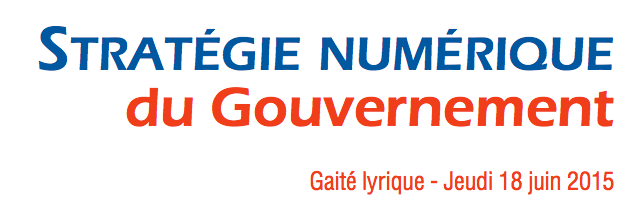 STRATÉGIE NUMÉRIQUE
du Gouvernement
Gaité lyrique - Jeudi 18 juin 2015